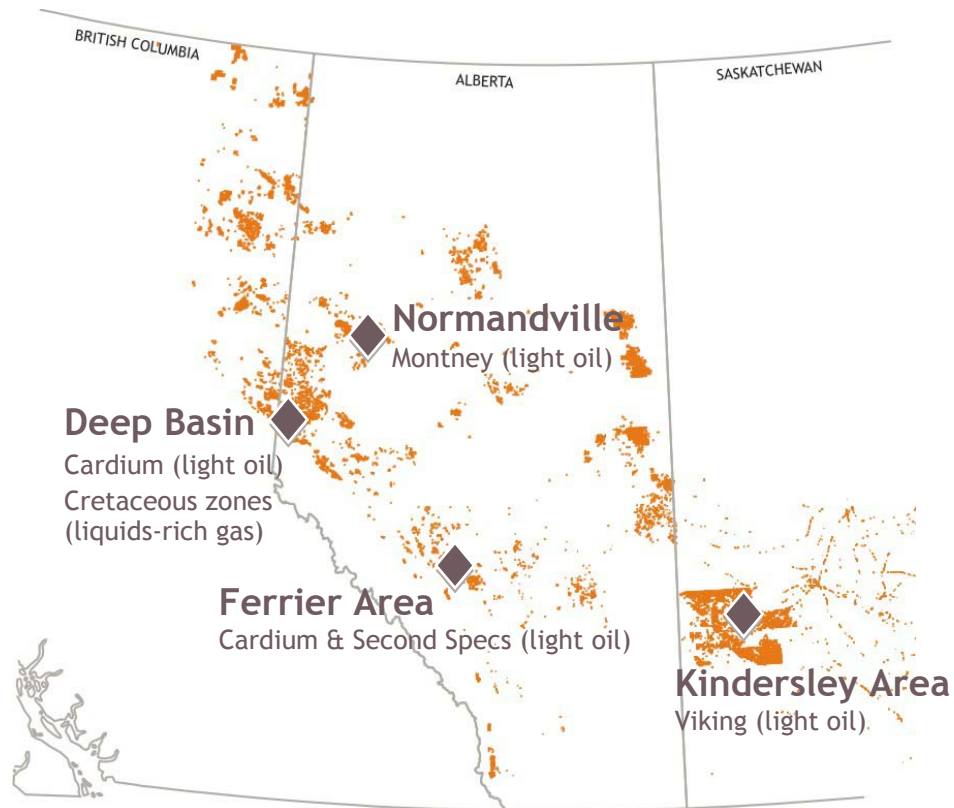 BRITISH COLUMBIA
ALBERTA
SASKATCHEWAN
Normandville
Montney (light oil)
Deep Basin
Cardium (light oil)
Cretaceous zones
(liquids-rich gas)
Ferrier Area
Cardium & Second Specs (light oil)
Kindersley Area
Viking (light oil)